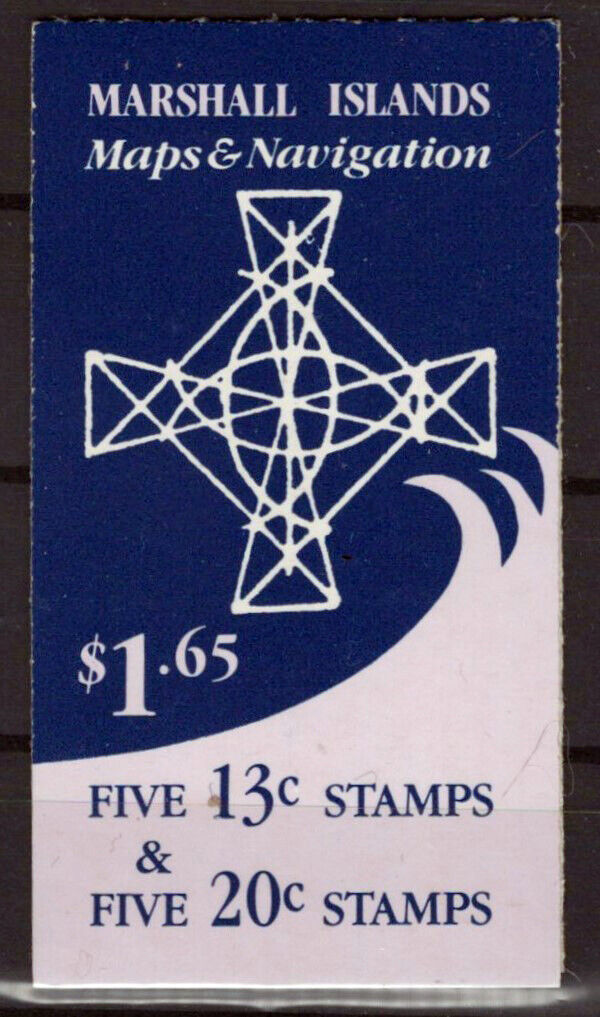 MARSHALL ISLANDS
Maps & Navigation
$1.65
FIVE 13c STAMPS
&
FIVE 20c STAMPS